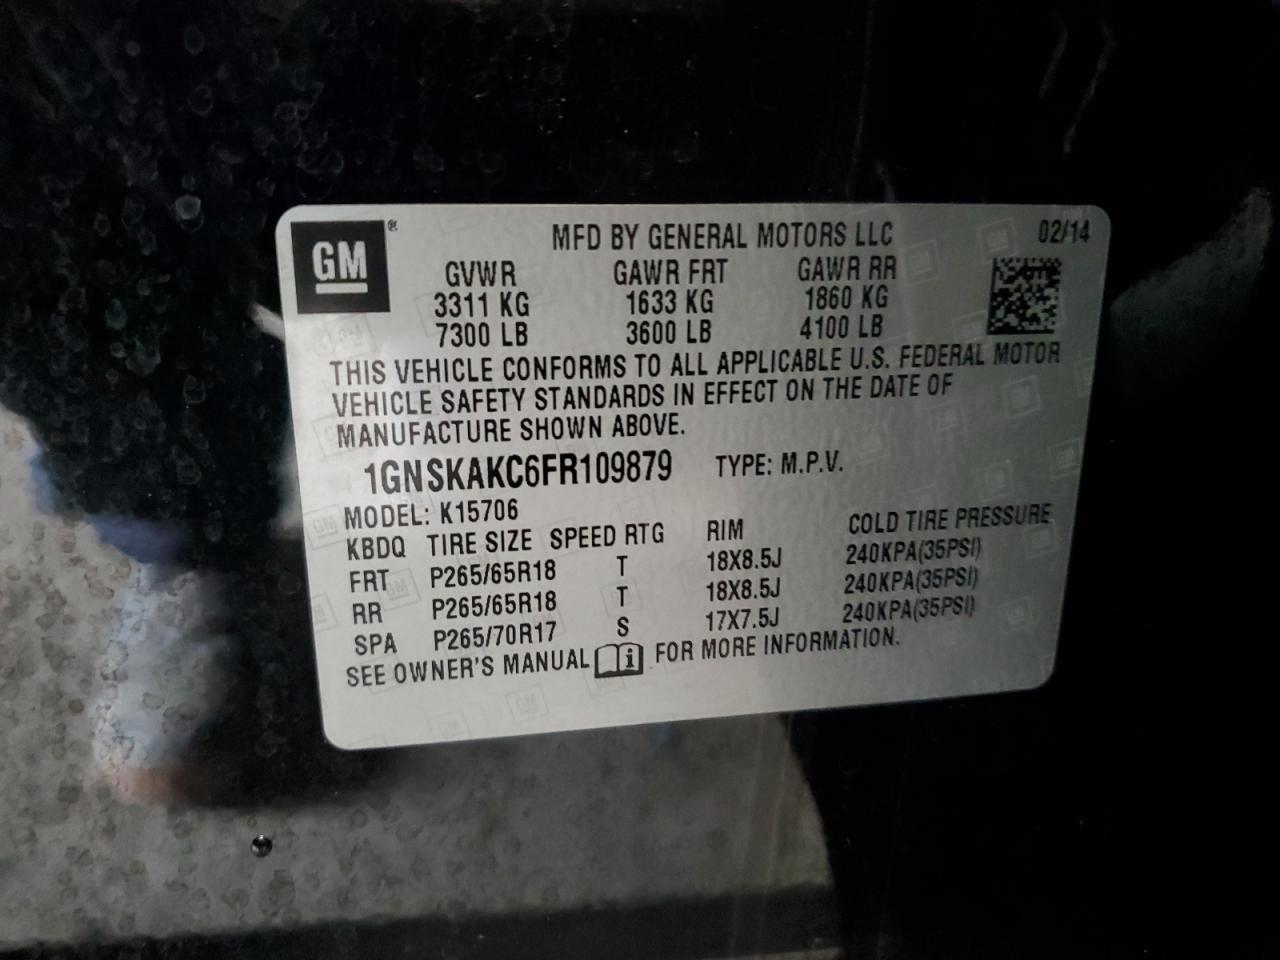 GM ® MFD BY GENERAL MOTORS LLC 02/14
GVWR GAWR FRT GAWR RR
3311 KG 1633 KG 1860 KG
7300 LB 3600 LB 4100 LB
THIS VEHICLE CONFORMS TO ALL APPLICABLE U.S. FEDERAL MOTOR
VEHICLE SAFETY STANDARDS IN EFFECT ON THE DATE OF
MANUFACTURE SHOWN ABOVE.
1GNSKAKC6FR109879 TYPE: M.P.V.
MODEL: K15706
KBDQ TIRE SIZE SPEED RTG RIM COLD TIRE PRESSURE
FRT P265/65R18 T 18X8.5J 240KPA(35PSI)
RR P265/65R18 T 18X8.5J 240KPA(35PSI)
SPA P265/70R17 S 17X7.5J 240KPA(35PSI)
SEE OWNER'S MANUAL i FOR MORE INFORMATION.